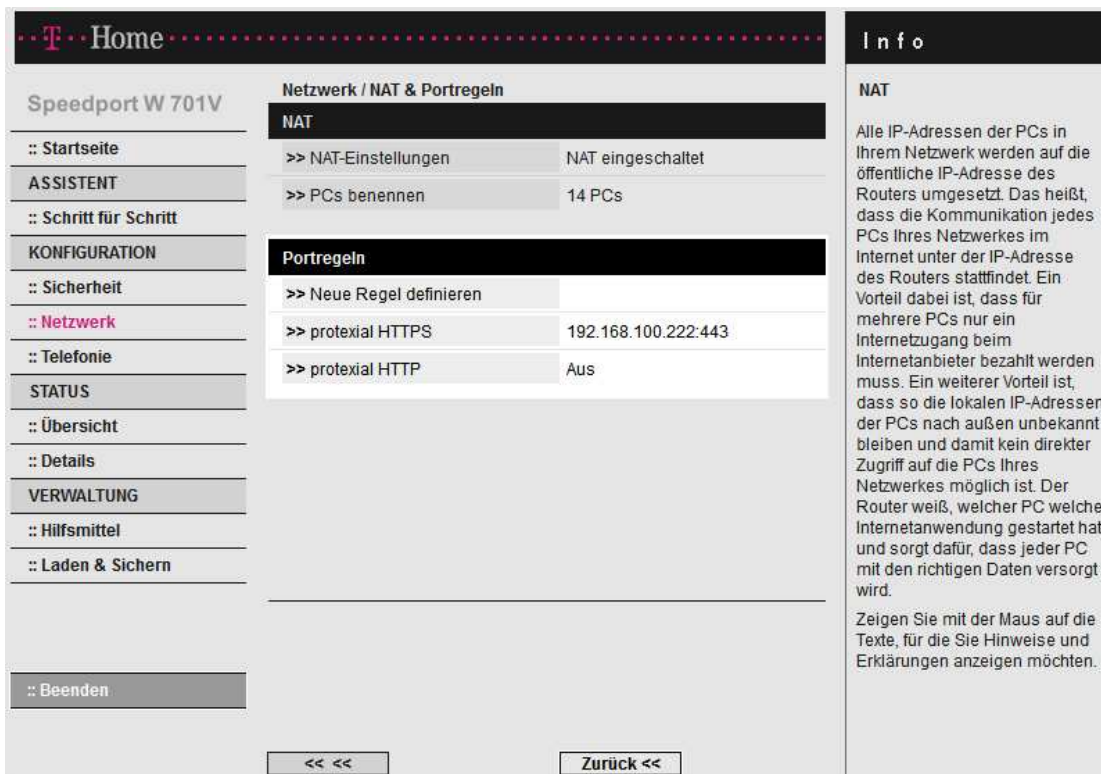 ··T··Home
Info
Speedport W 701V
:: Startseite
ASSISTENT
:: Schritt für Schritt
KONFIGURATION
:: Sicherheit
:: Netzwerk
:: Telefonie
STATUS
:: Übersicht
:: Details
VERWALTUNG
:: Hilfsmittel
:: Laden & Sichern
:: Beenden
Netzwerk / NAT & Portregeln
NAT
>> NAT-Einstellungen NAT eingeschaltet
>> PCs benennen 14 PCs
Portregeln
>> Neue Regel definieren
>> protexial HTTPS 192.168.100.222:443
>> protexial HTTP Aus
<< << Zurück <<
NAT
Alle IP-Adressen der PCs in
Ihrem Netzwerk werden auf die
öffentliche IP-Adresse des
Routers umgesetzt. Das heißt,
dass die Kommunikation jedes
PCs Ihres Netzwerkes im
Internet unter der IP-Adresse
des Routers stattfindet. Ein
Vorteil dabei ist, dass für
mehrere PCs nur ein
Internetzugang beim
Internetanbieter bezahlt werden
muss. Ein weiterer Vorteil ist,
dass so die lokalen IP-Adressen
der PCs nach außen unbekannt
bleiben und damit kein direkter
Zugriff auf die PCs Ihres
Netzwerkes möglich ist. Der
Router weiß, welcher PC welche
Internetanwendung gestartet hat
und sorgt dafür, dass jeder PC
mit den richtigen Daten versorgt
wird.
Zeigen Sie mit der Maus auf die
Texte, für die Sie Hinweise und
Erklärungen anzeigen möchten.